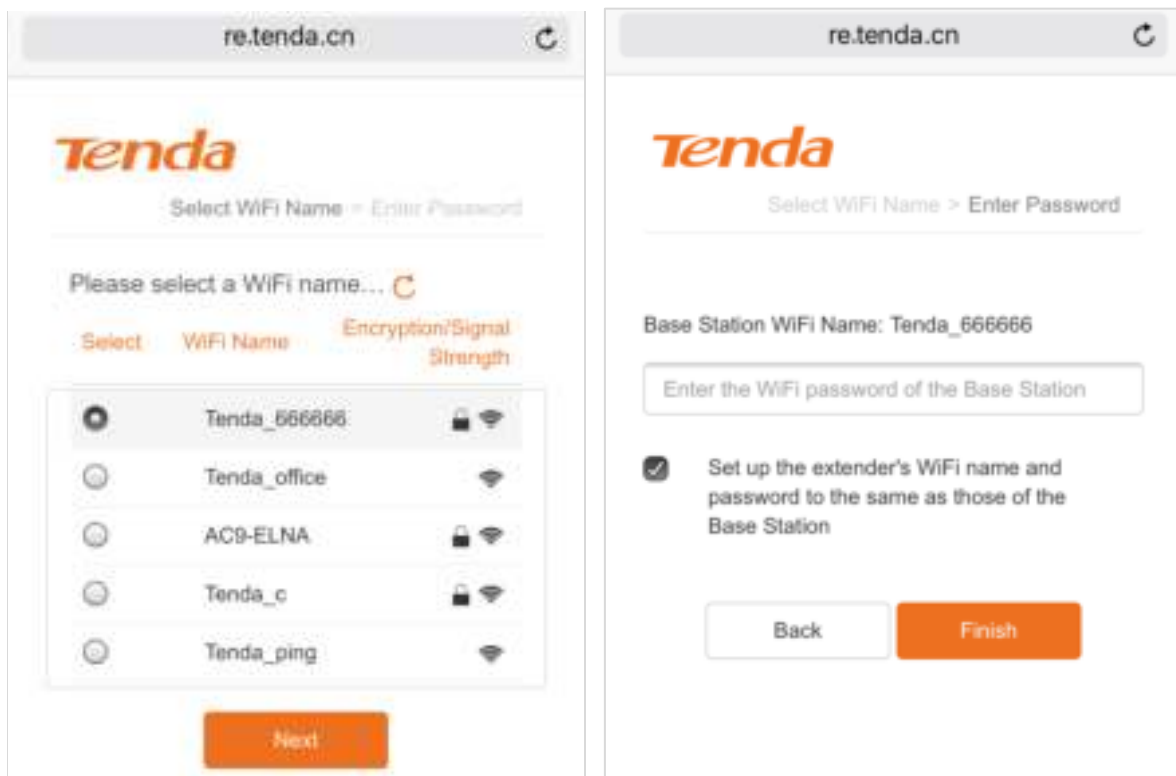 re.tenda.cn
Tenda
Select WiFi Name > Enter Password
Please select a WiFi name...
Select WiFi Name Encryption/Signal
Strength
Tenda_666666
Tenda_office
AC9-ELNA
Tenda_c
Tenda_ping
Next
re.tenda.cn
Tenda
Select WiFi Name > Enter Password
Base Station WiFi Name: Tenda_666666
Enter the WiFi password of the Base Station
Set up the extender's WiFi name and
password to the same as those of the
Base Station
Back Finish